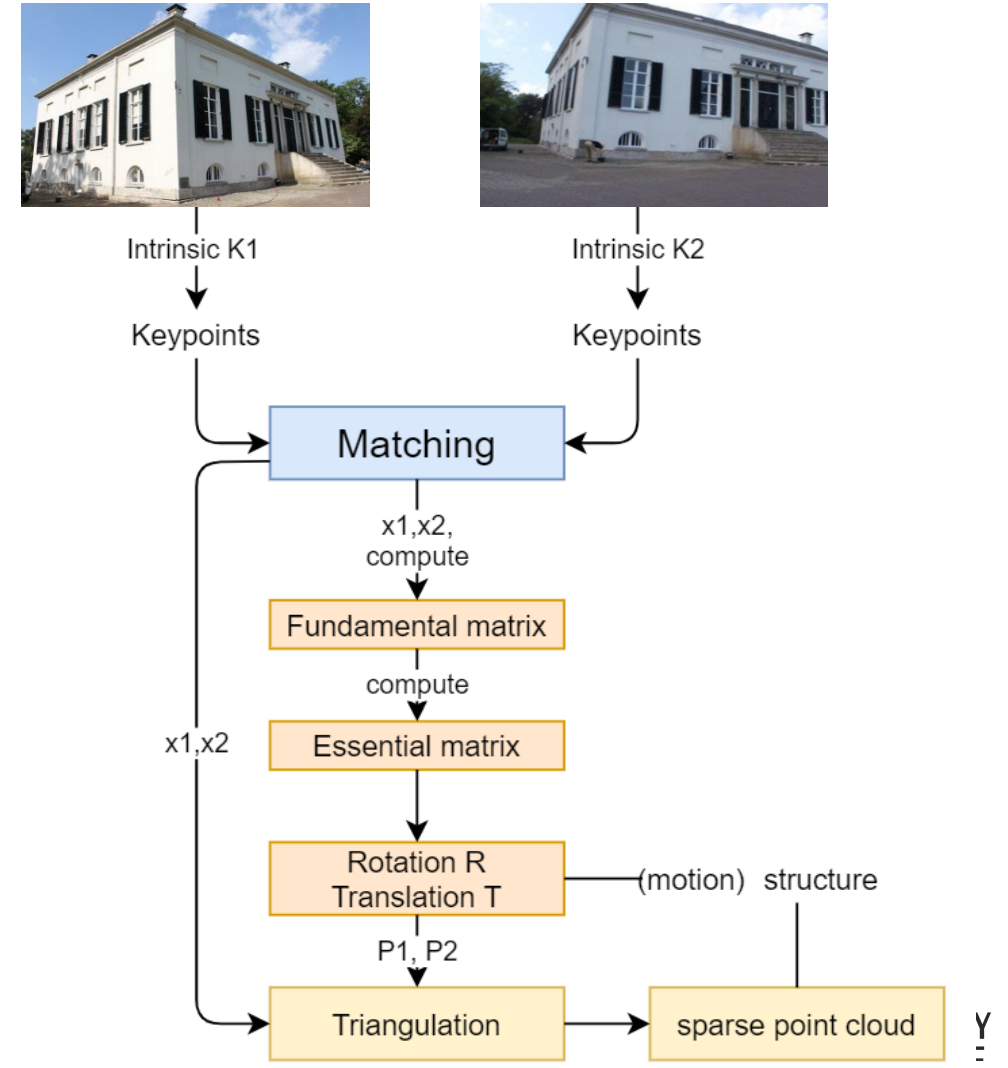 Intrinsic K1
Intrinsic K2
Keypoints
Keypoints
Matching
x1,x2,
compute
Fundamental matrix
compute
x1,x2
Essential matrix
Rotation R
Translation T
(motion) structure
P1, P2
Triangulation
sparse point cloud
Y